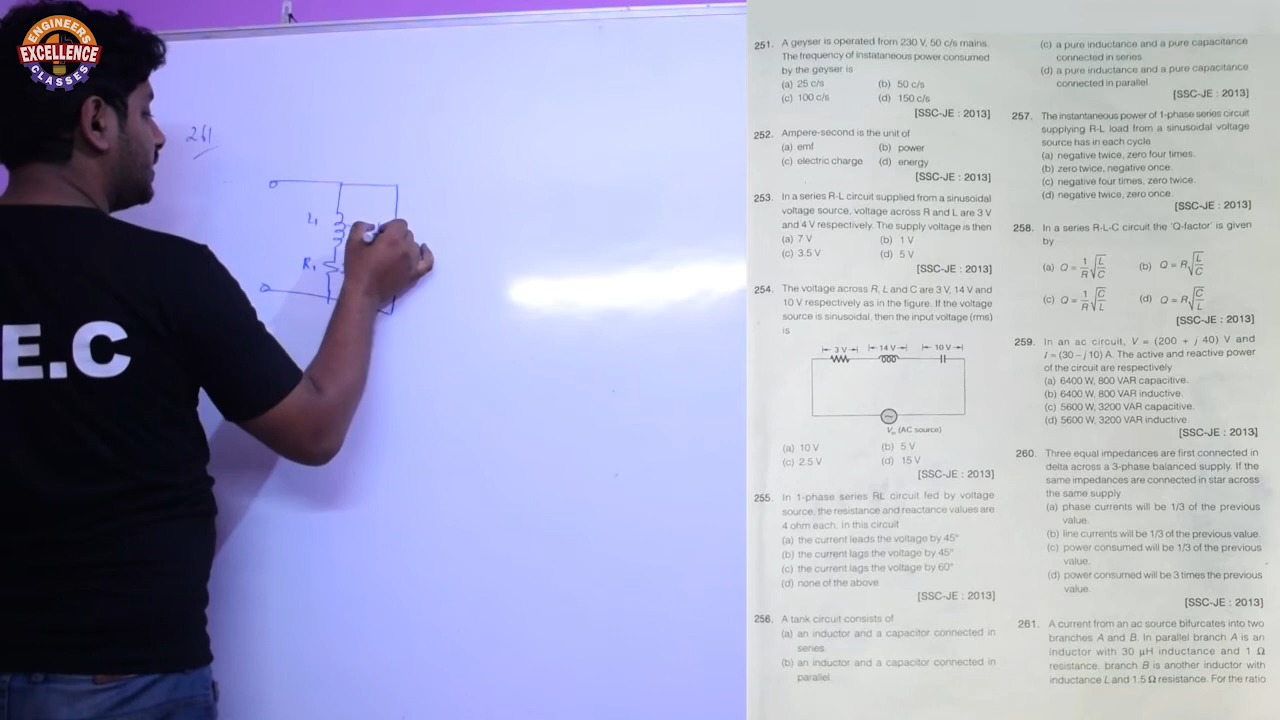 ENGINEERS
EXCELLENCE
CLASSES
E.C
261
L1
R1
251. A geyser is operated from 230 V, 50 c/s mains.
The frequency of instataneous power consumed
by the geyser is
(a) 25 c/s (b) 50 c/s
(c) 100 c/s (d) 150 c/s
[SSC-JE : 2013]
252. Ampere-second is the unit of
(a) emf (b) power
(c) electric charge (d) energy
[SSC-JE : 2013]
253. In a series R-L circuit supplied from a sinusoidal
voltage source, voltage across R and L are 3 V
and 4 V respectively. The supply voltage is then
(a) 7 V (b) 1 V
(c) 3.5 V (d) 5 V
[SSC-JE : 2013]
254. The voltage across R, L and C are 3 V, 14 V and
10 V respectively as in the figure. If the voltage
source is sinusoidal, then the input voltage (rms)
is
3 V 14 V 10 V
Vin (AC source)
(a) 10 V (b) 5 V
(c) 2.5 V (d) 15 V
[SSC-JE : 2013]
255. In 1-phase series RL circuit fed by voltage
source, the resistance and reactance values are
4 ohm each. In this circuit
(a) the current leads the voltage by 45°
(b) the current lags the voltage by 45°
(c) the current lags the voltage by 60°
(d) none of the above
[SSC-JE : 2013]
256. A tank circuit consists of
(a) an inductor and a capacitor connected in
series.
(b) an inductor and a capacitor connected in
parallel.
(c) a pure inductance and a pure capacitance
connected in series.
(d) a pure inductance and a pure capacitance
connected in parallel.
[SSC-JE : 2013]
257. The instantaneous power of 1-phase series circuit
supplying R-L load from a sinusoidal voltage
source has in each cycle
(a) negative twice, zero four times.
(b) zero twice, negative once.
(c) negative four times, zero twice.
(d) negative twice, zero once.
[SSC-JE : 2013]
258. In a series R-L-C circuit the 'Q-factor' is given
by
(a) Q = 1/R √(L/C) (b) Q = R√(L/C)
(c) Q = 1/R √(C/L) (d) Q = R√(C/L)
[SSC-JE : 2013]
259. In an ac circuit, V = (200 + j 40) V and
I = (30 – j 10) A. The active and reactive power
of the circuit are respectively
(a) 6400 W, 800 VAR capacitive.
(b) 6400 W, 800 VAR inductive.
(c) 5600 W, 3200 VAR capacitive.
(d) 5600 W, 3200 VAR inductive
[SSC-JE : 2013]
260. Three equal impedances are first connected in
delta across a 3-phase balanced supply. If the
same impedances are connected in star across
the same supply
(a) phase currents will be 1/3 of the previous
value.
(b) line currents will be 1/3 of the previous value.
(c) power consumed will be 1/3 of the previous
value.
(d) power consumed will be 3 times the previous
value.
[SSC-JE : 2013]
261. A current from an ac source bifurcates into two
branches A and B. In parallel branch A is an
inductor with 30 μH inductance and 1 Ω
resistance, branch B is another inductor with
inductance L and 1.5 Ω resistance. For the ratio